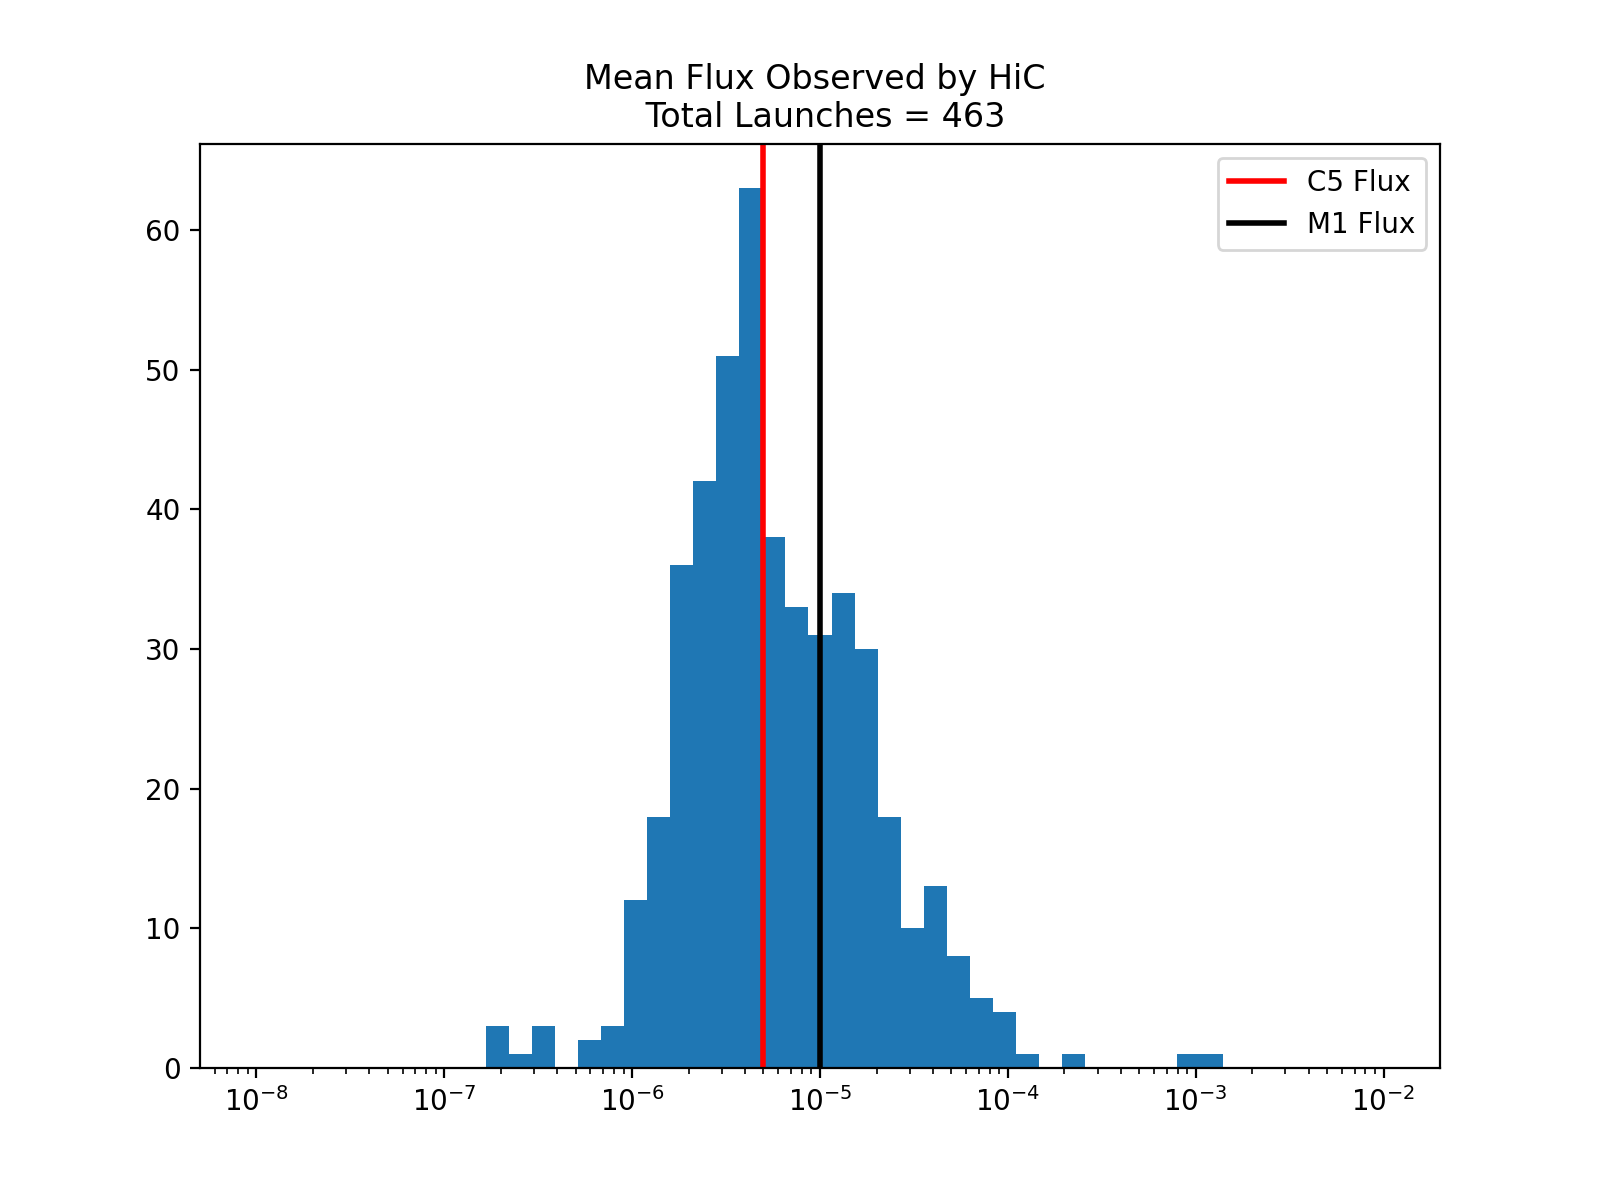 Mean Flux Observed by HiC
Total Launches = 463
C5 Flux
M1 Flux
60
50
40
30
20
10
0
10⁻⁸ 10⁻⁷ 10⁻⁶ 10⁻⁵ 10⁻⁴ 10⁻³ 10⁻²